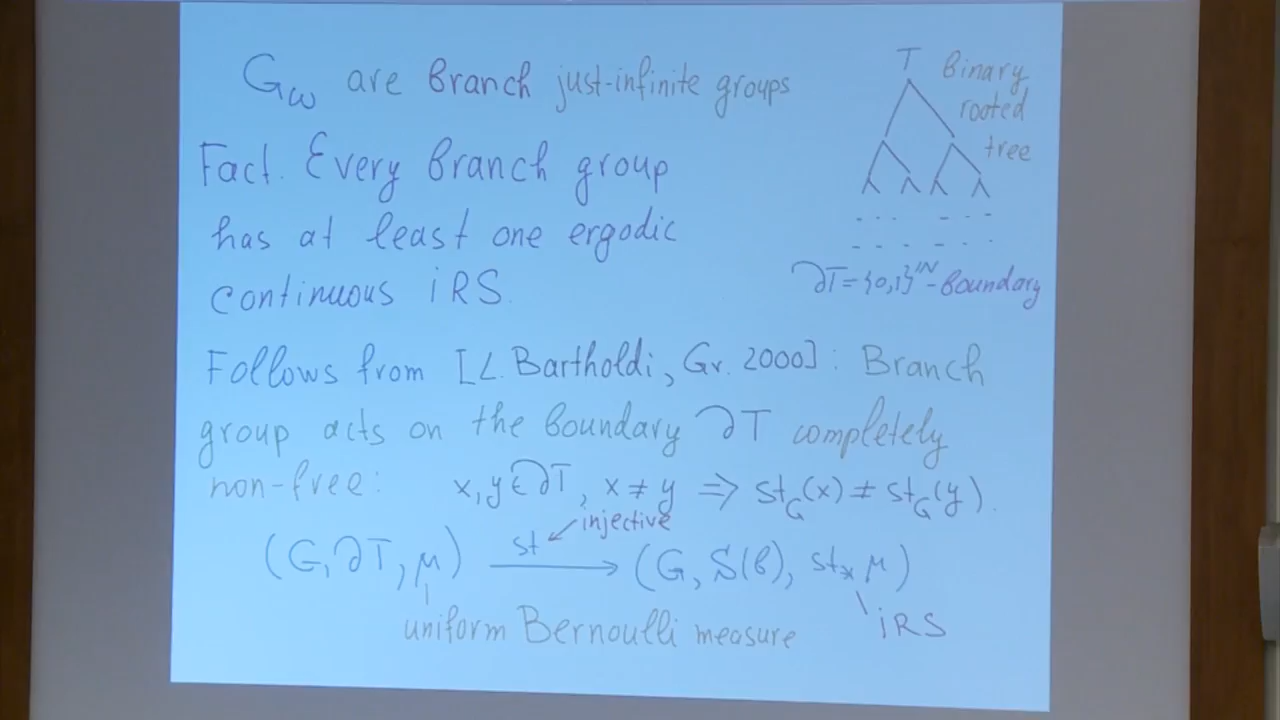 G_ω are Branch just-infinite groups
T Binary
rooted
tree
Fact. Every Branch group
has at least one ergodic
continuous iRS.
∂T={0,1}^ℕ-Boundary
Follows from [L. Bartholdi, Gr. 2000] : Branch
group acts on the Boundary ∂T completely
non-free: x,y∈∂T, x≠y ⇒ st_G(x)≠st_G(y).
injective
(G,∂T,μ) st→ (G, S(G), st_* μ)
uniform Bernoulli measure
iRS